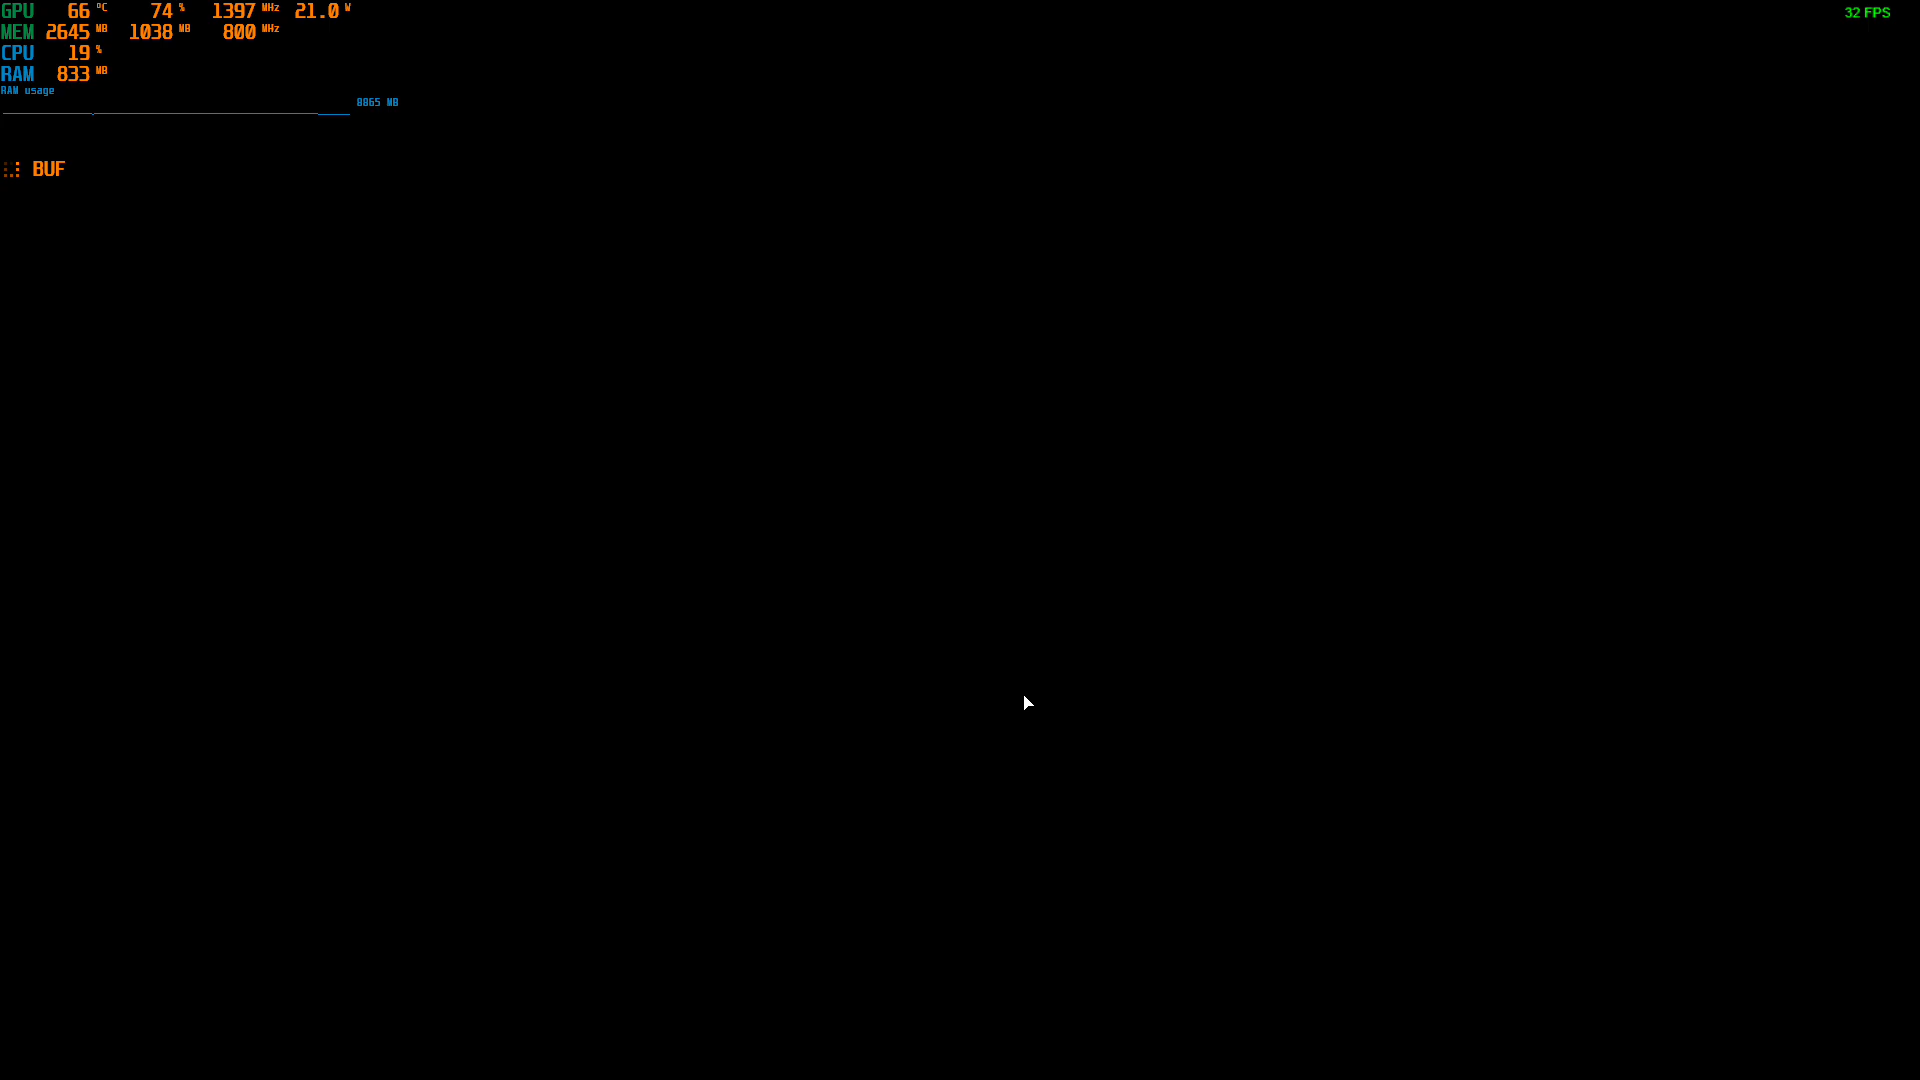 GPU 66 °C 74 % 1397 MHz 21.0 W
MEM 2645 MB 1038 MB 800 MHz
CPU 19 %
RAM 833 MB
RAM usage
8065 MB
BUF
32 FPS